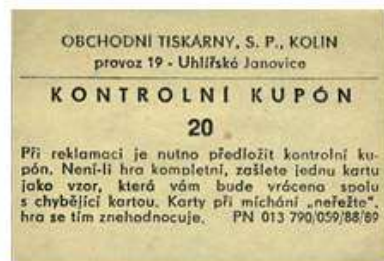 OBCHODNÍ TISKÁRNY, S. P., KOLÍN
provoz 19 - Uhlířské Janovice
KONTROLNÍ KUPÓN
20
Při reklamaci je nutno předložit kontrolní ku-
pón. Není-li hra kompletní, zašlete jednu kartu
jako vzor, která vám bude vrácena spolu
s chybějící kartou. Karty při míchání „neřežte“,
hra se tím znehodnocuje. PN 013 790/059/88/89